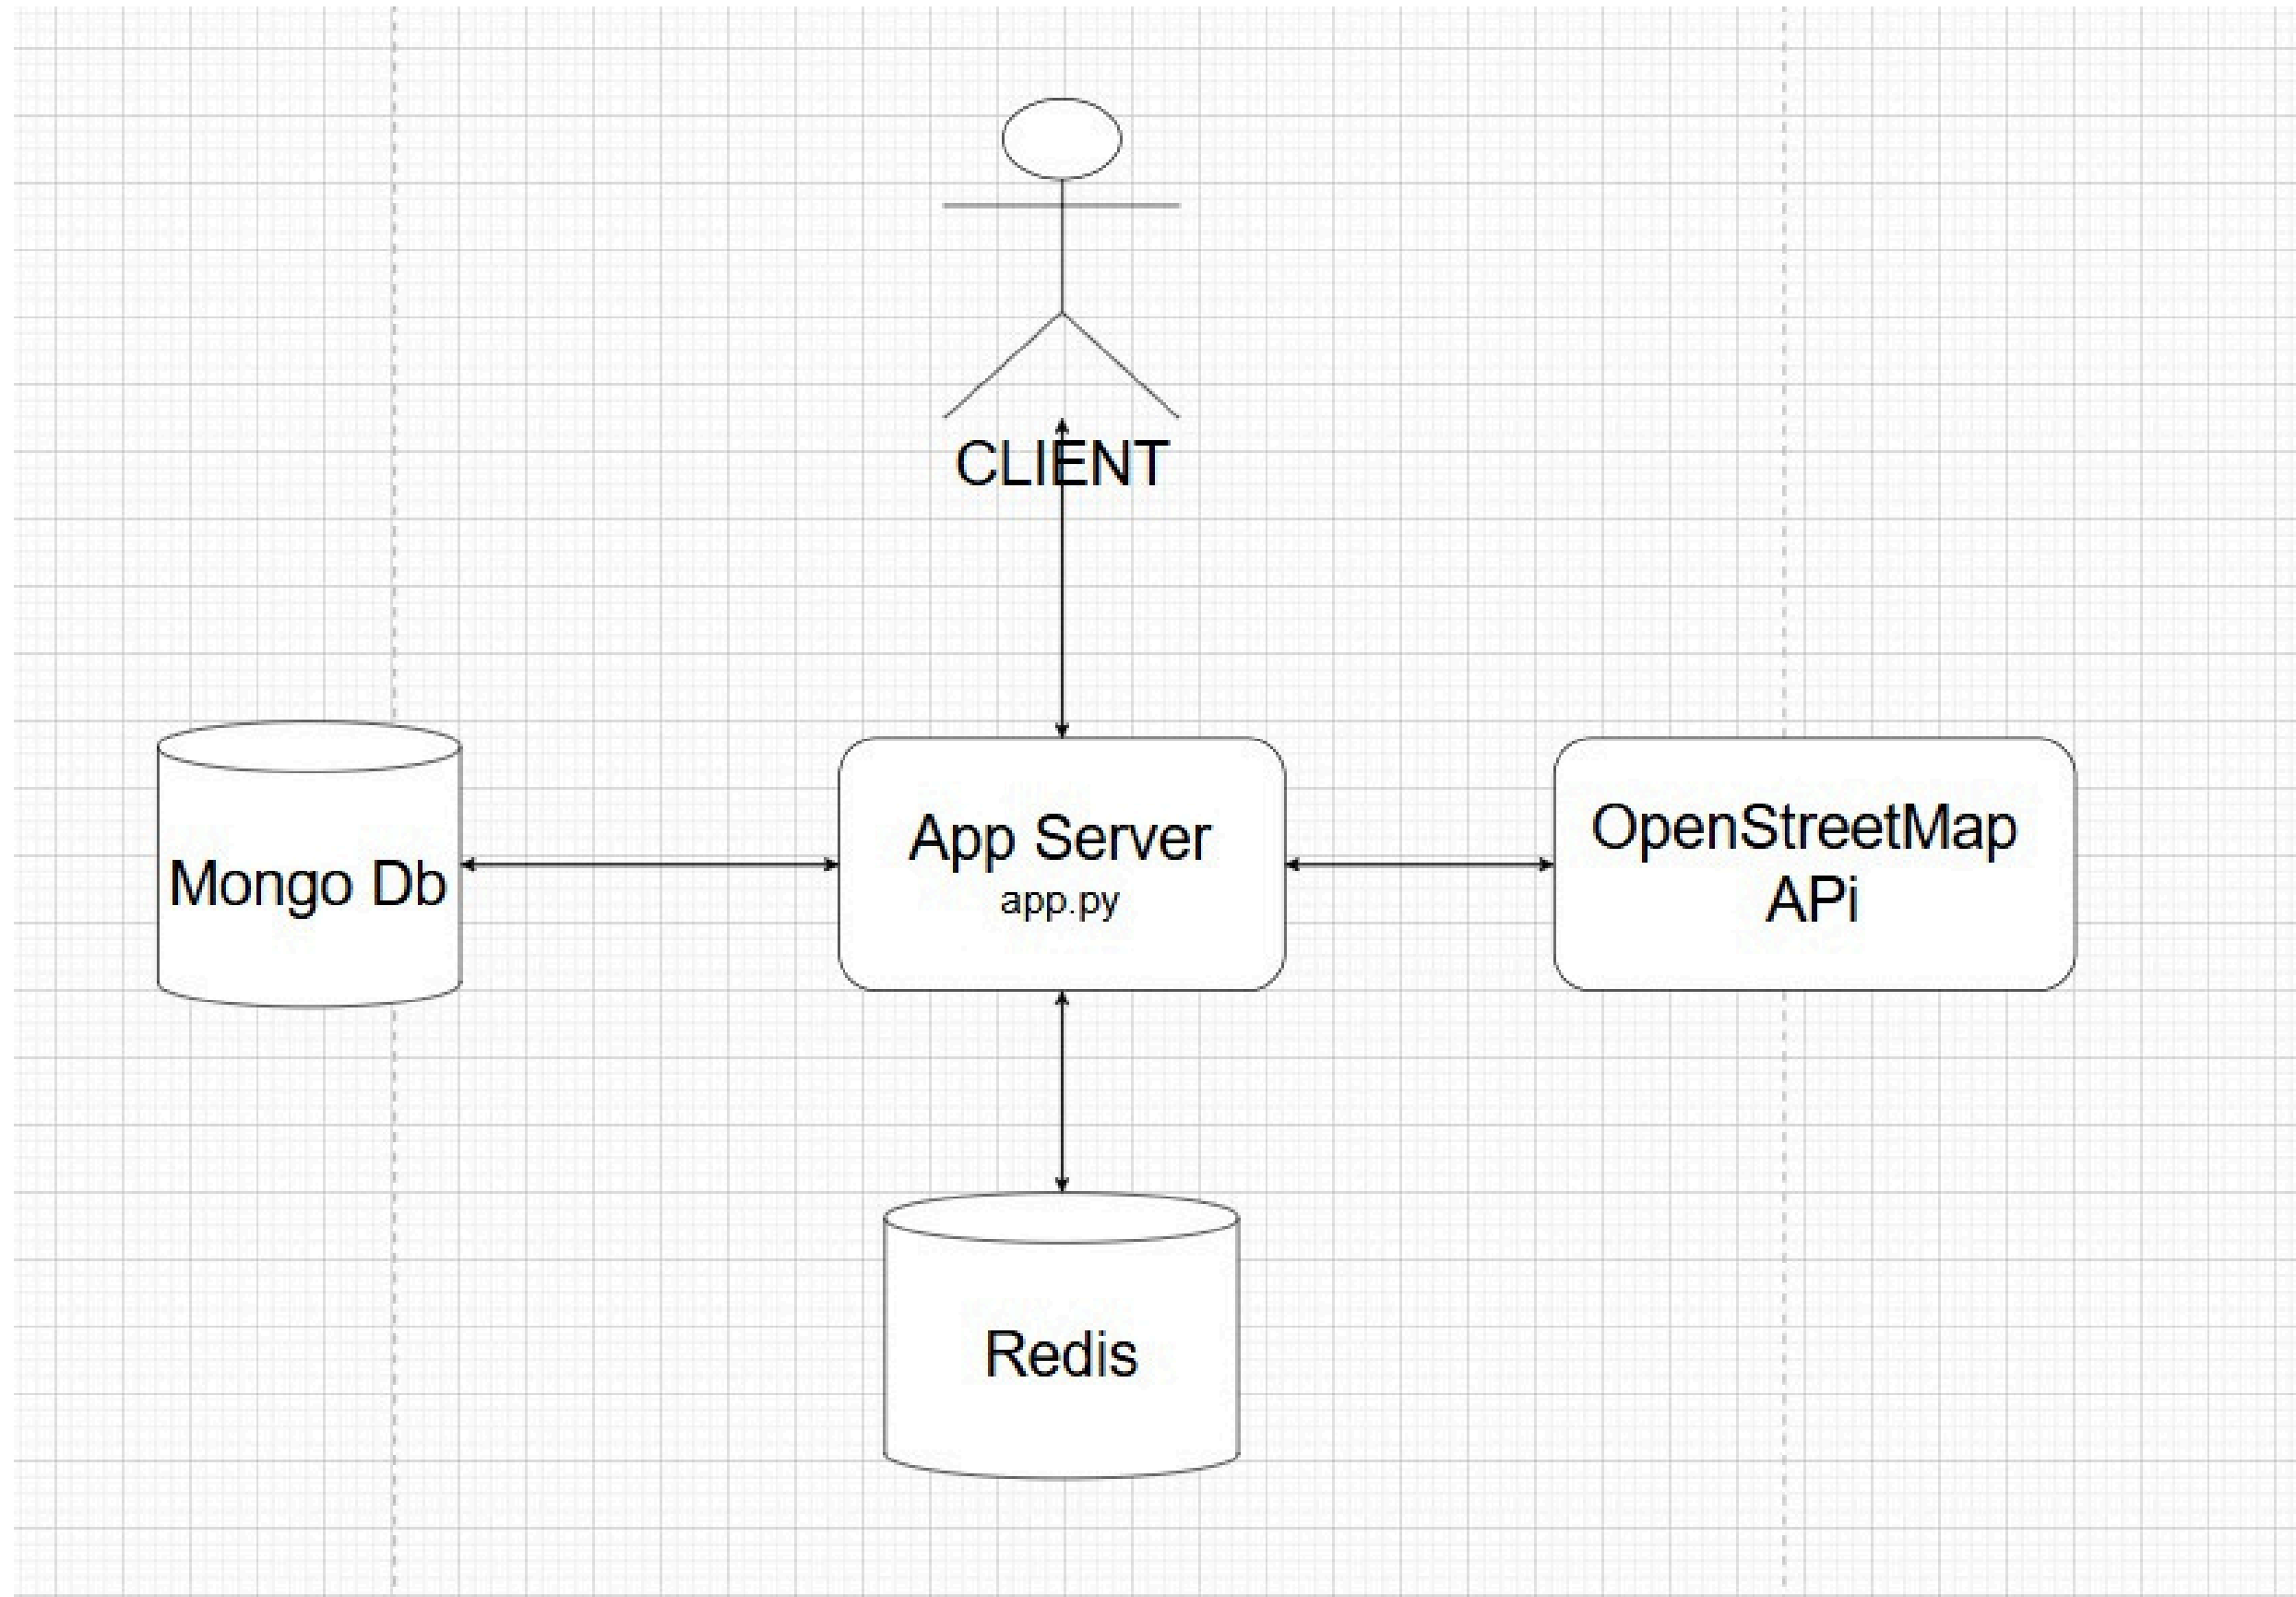 CLIENT
Mongo Db
App Server
app.py
OpenStreetMap
APi
Redis